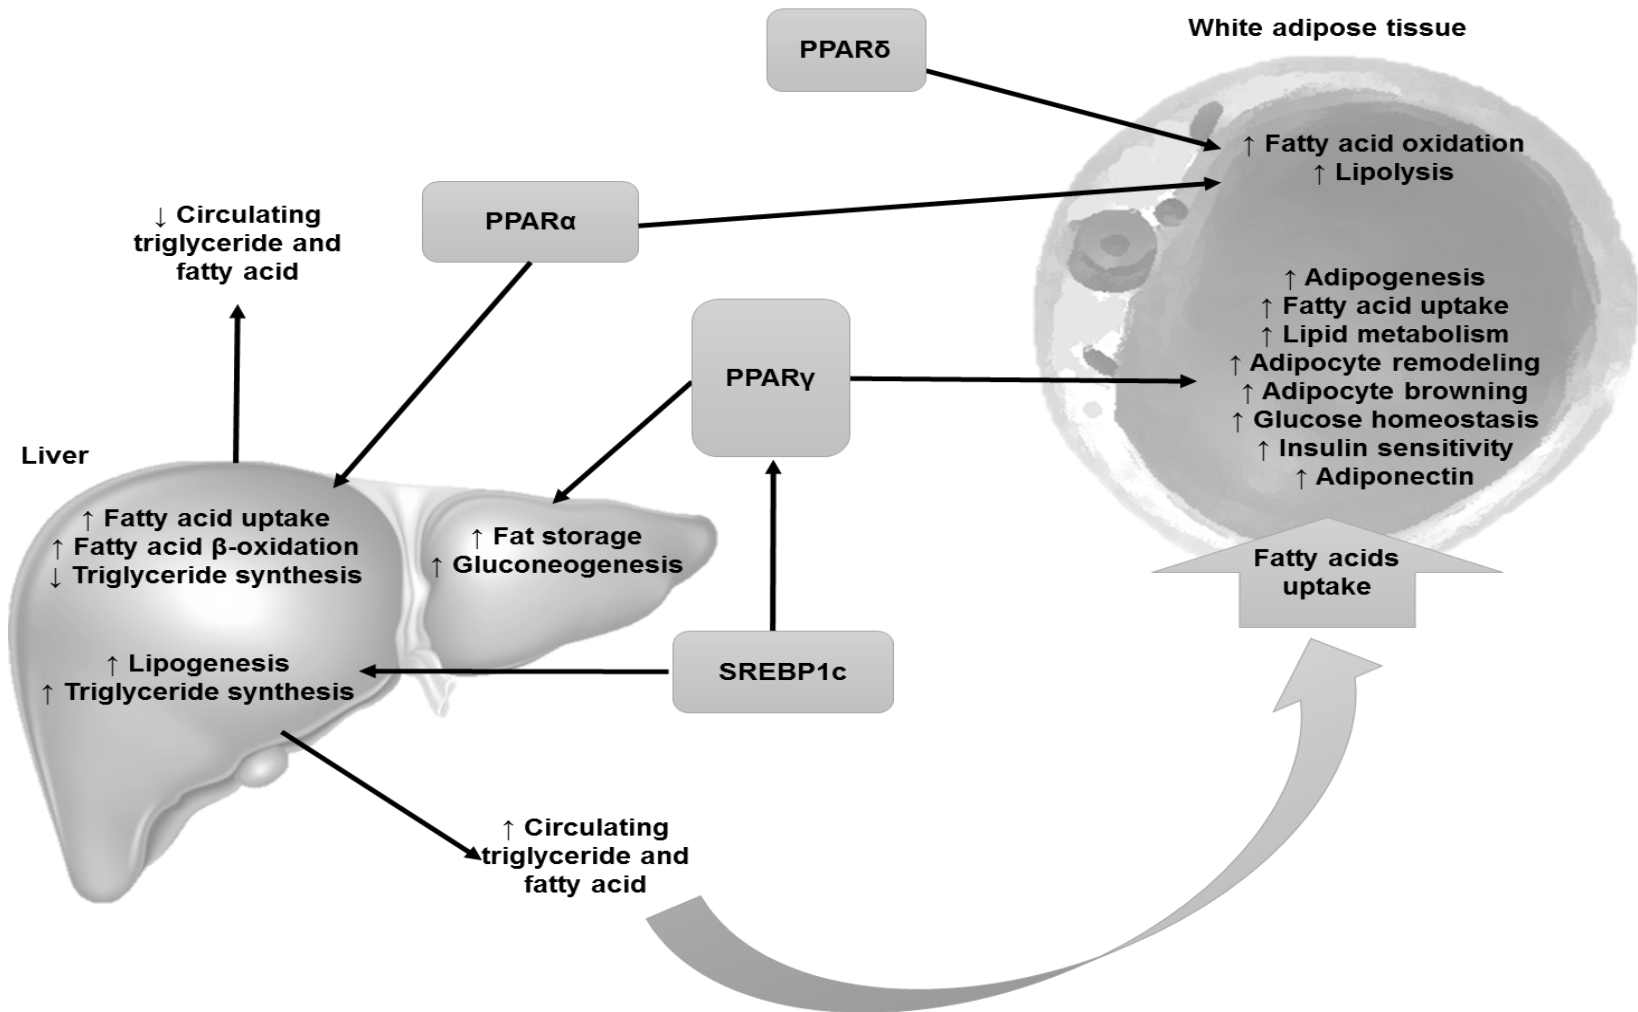 PPARδ
White adipose tissue
↑ Fatty acid oxidation
↑ Lipolysis
PPARα
↓ Circulating
triglyceride and
fatty acid
↑ Adipogenesis
↑ Fatty acid uptake
↑ Lipid metabolism
↑ Adipocyte remodeling
↑ Adipocyte browning
↑ Glucose homeostasis
↑ Insulin sensitivity
↑ Adiponectin
PPARγ
Liver
↑ Fatty acid uptake
↑ Fatty acid β-oxidation
↓ Triglyceride synthesis
↑ Fat storage
↑ Gluconeogenesis
Fatty acids
uptake
↑ Lipogenesis
↑ Triglyceride synthesis
SREBP1c
↑ Circulating
triglyceride and
fatty acid